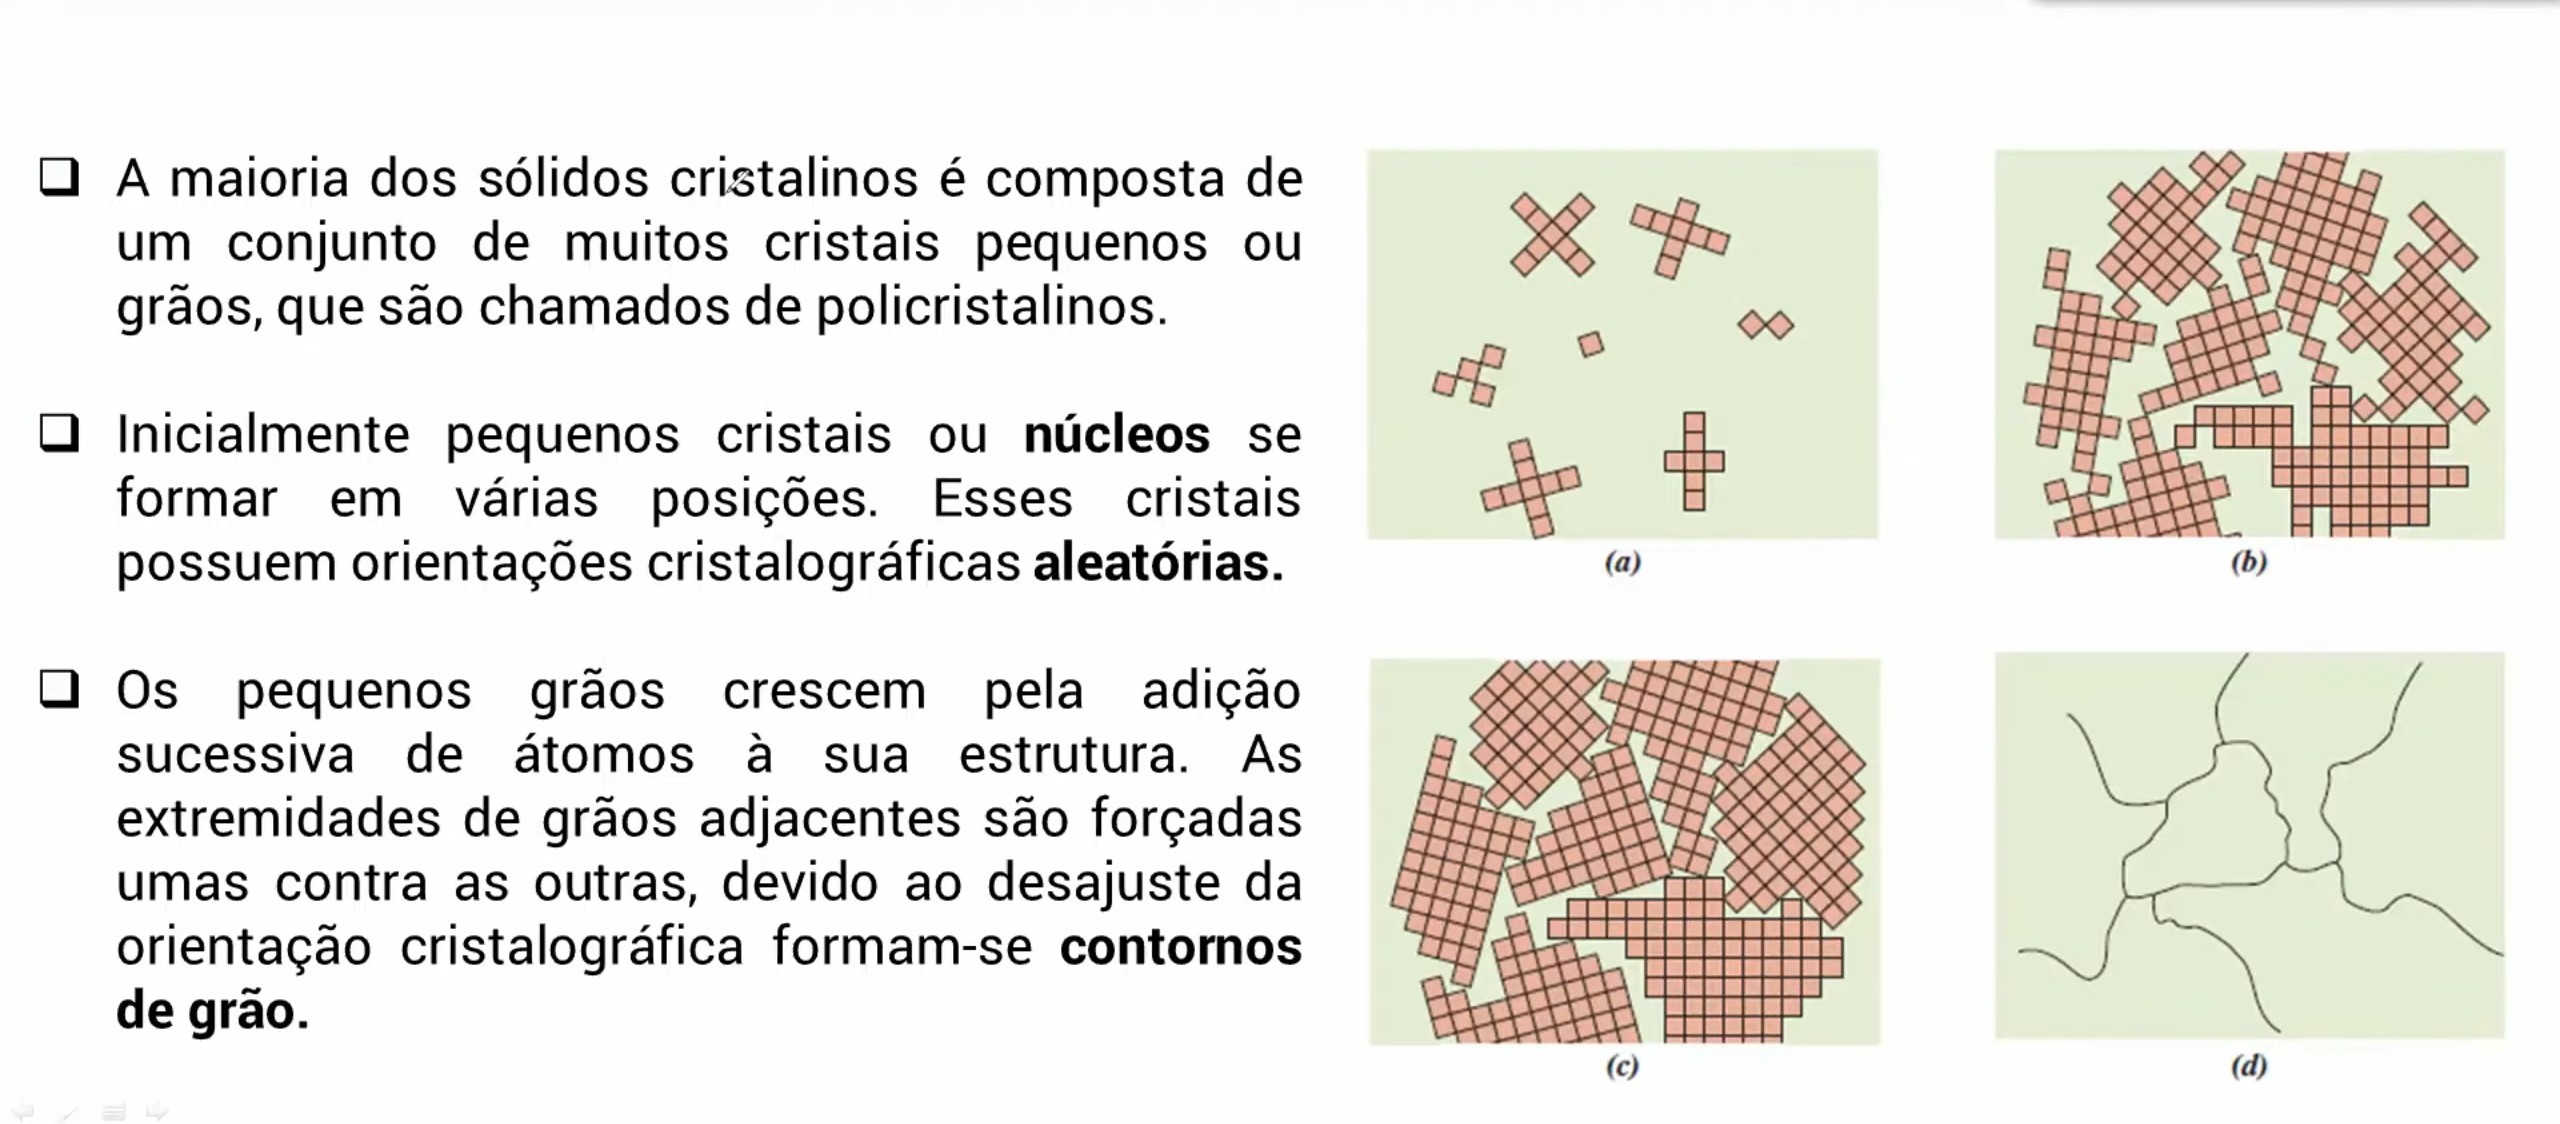 A maioria dos sólidos cristalinos é composta de
um conjunto de muitos cristais pequenos ou
grãos, que são chamados de policristalinos.
Inicialmente pequenos cristais ou núcleos se
formar em várias posições. Esses cristais
possuem orientações cristalográficas aleatórias.
Os pequenos grãos crescem pela adição
sucessiva de átomos à sua estrutura. As
extremidades de grãos adjacentes são forçadas
umas contra as outras, devido ao desajuste da
orientação cristalográfica formam-se contornos
de grão.
(a)
(b)
(c)
(d)